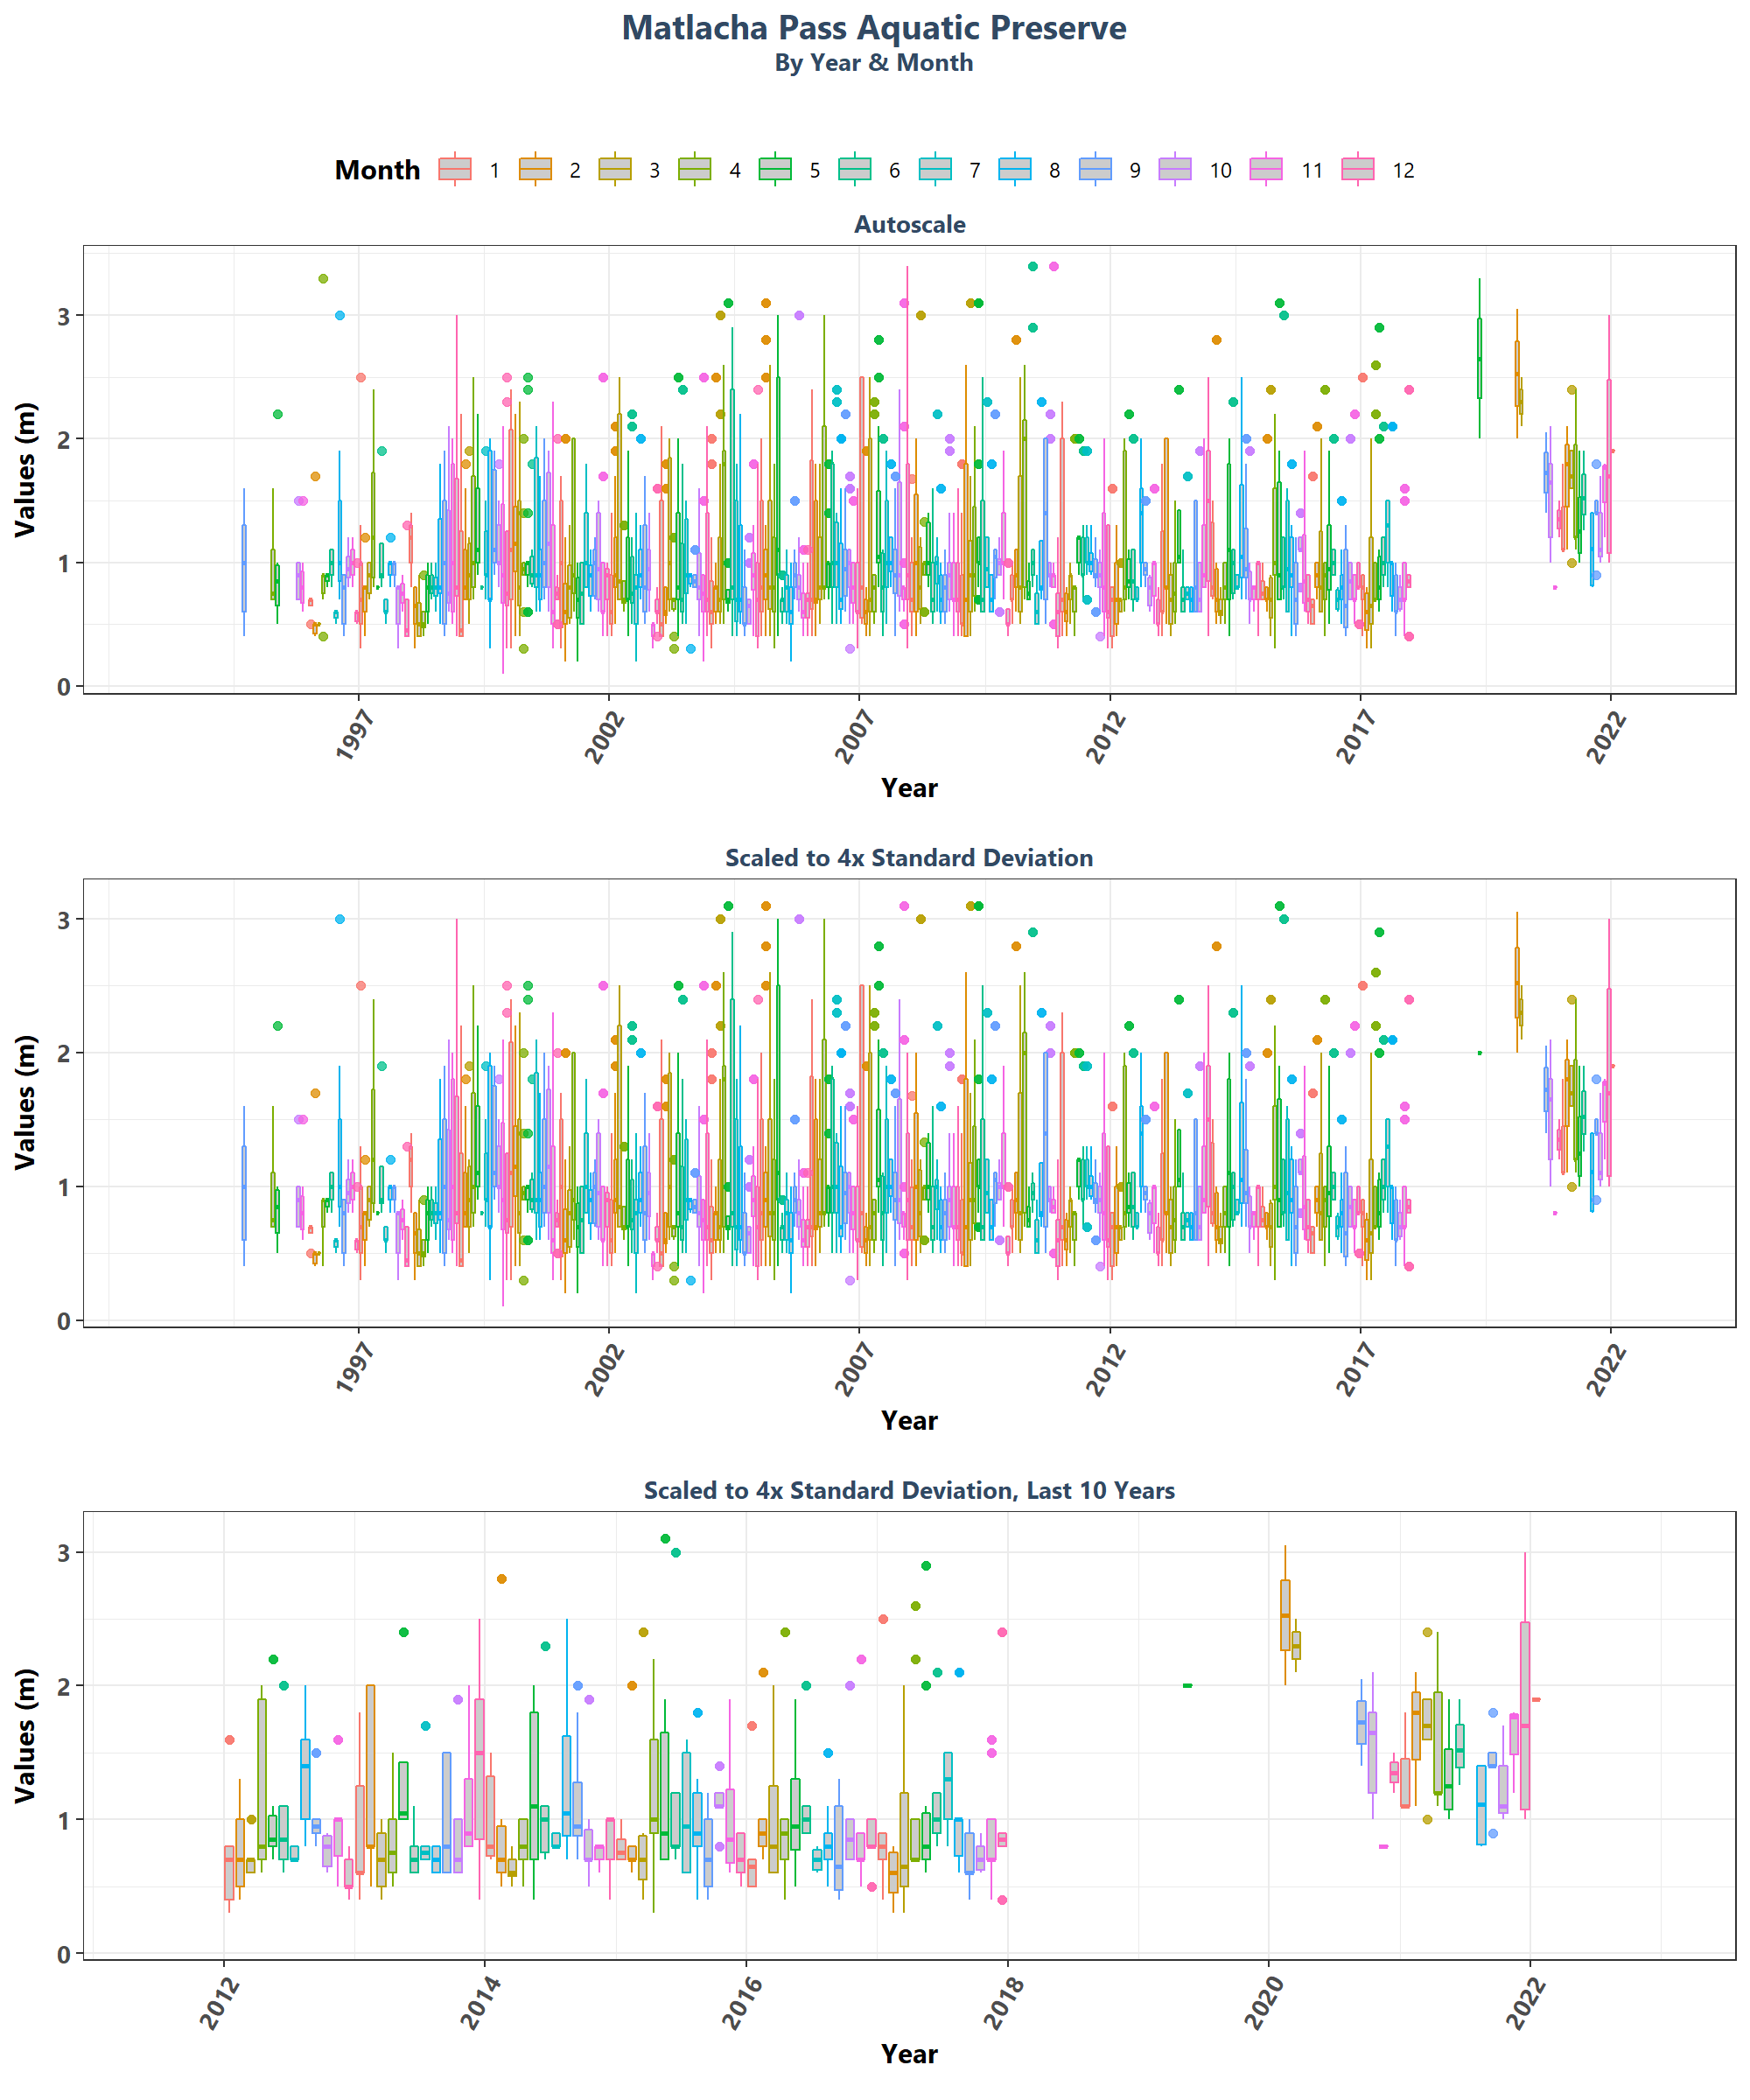 Matlacha Pass Aquatic Preserve
By Year & Month
Month 1 2 3 4 5 6 7 8 9 10 11 12
Autoscale
Values (m)
3
2
1
0
1997 2002 2007 2012 2017 2022
Year
Scaled to 4x Standard Deviation
Values (m)
3
2
1
0
1997 2002 2007 2012 2017 2022
Year
Scaled to 4x Standard Deviation, Last 10 Years
Values (m)
3
2
1
0
2012 2014 2016 2018 2020 2022
Year